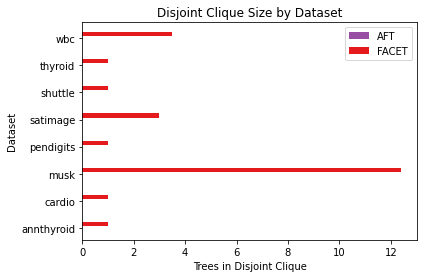 Disjoint Clique Size by Dataset
AFT
FACET
wbc
thyroid
shuttle
satimage
pendigits
musk
cardio
annthyroid
Dataset
0 2 4 6 8 10 12
Trees in Disjoint Clique